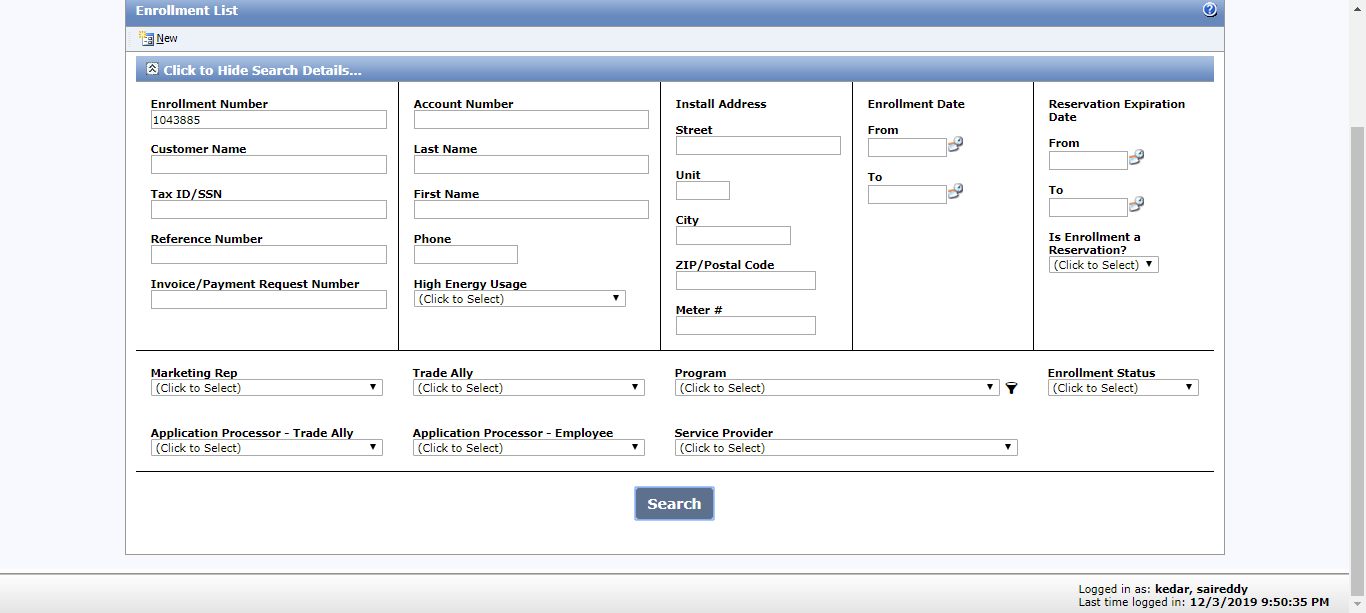 Enrollment List
New
Click to Hide Search Details...
Enrollment Number
1043885
Customer Name
Tax ID/SSN
Reference Number
Invoice/Payment Request Number
Account Number
Last Name
First Name
Phone
High Energy Usage
(Click to Select)
Install Address
Street
Unit
City
ZIP/Postal Code
Meter #
Enrollment Date
From
To
Reservation Expiration
Date
From
To
Is Enrollment a
Reservation?
(Click to Select)
Marketing Rep
(Click to Select)
Trade Ally
(Click to Select)
Program
(Click to Select)
Enrollment Status
(Click to Select)
Application Processor - Trade Ally
(Click to Select)
Application Processor - Employee
(Click to Select)
Service Provider
(Click to Select)
Search
Logged in as: kedar, saireddy
Last time logged in: 12/3/2019 9:50:35 PM